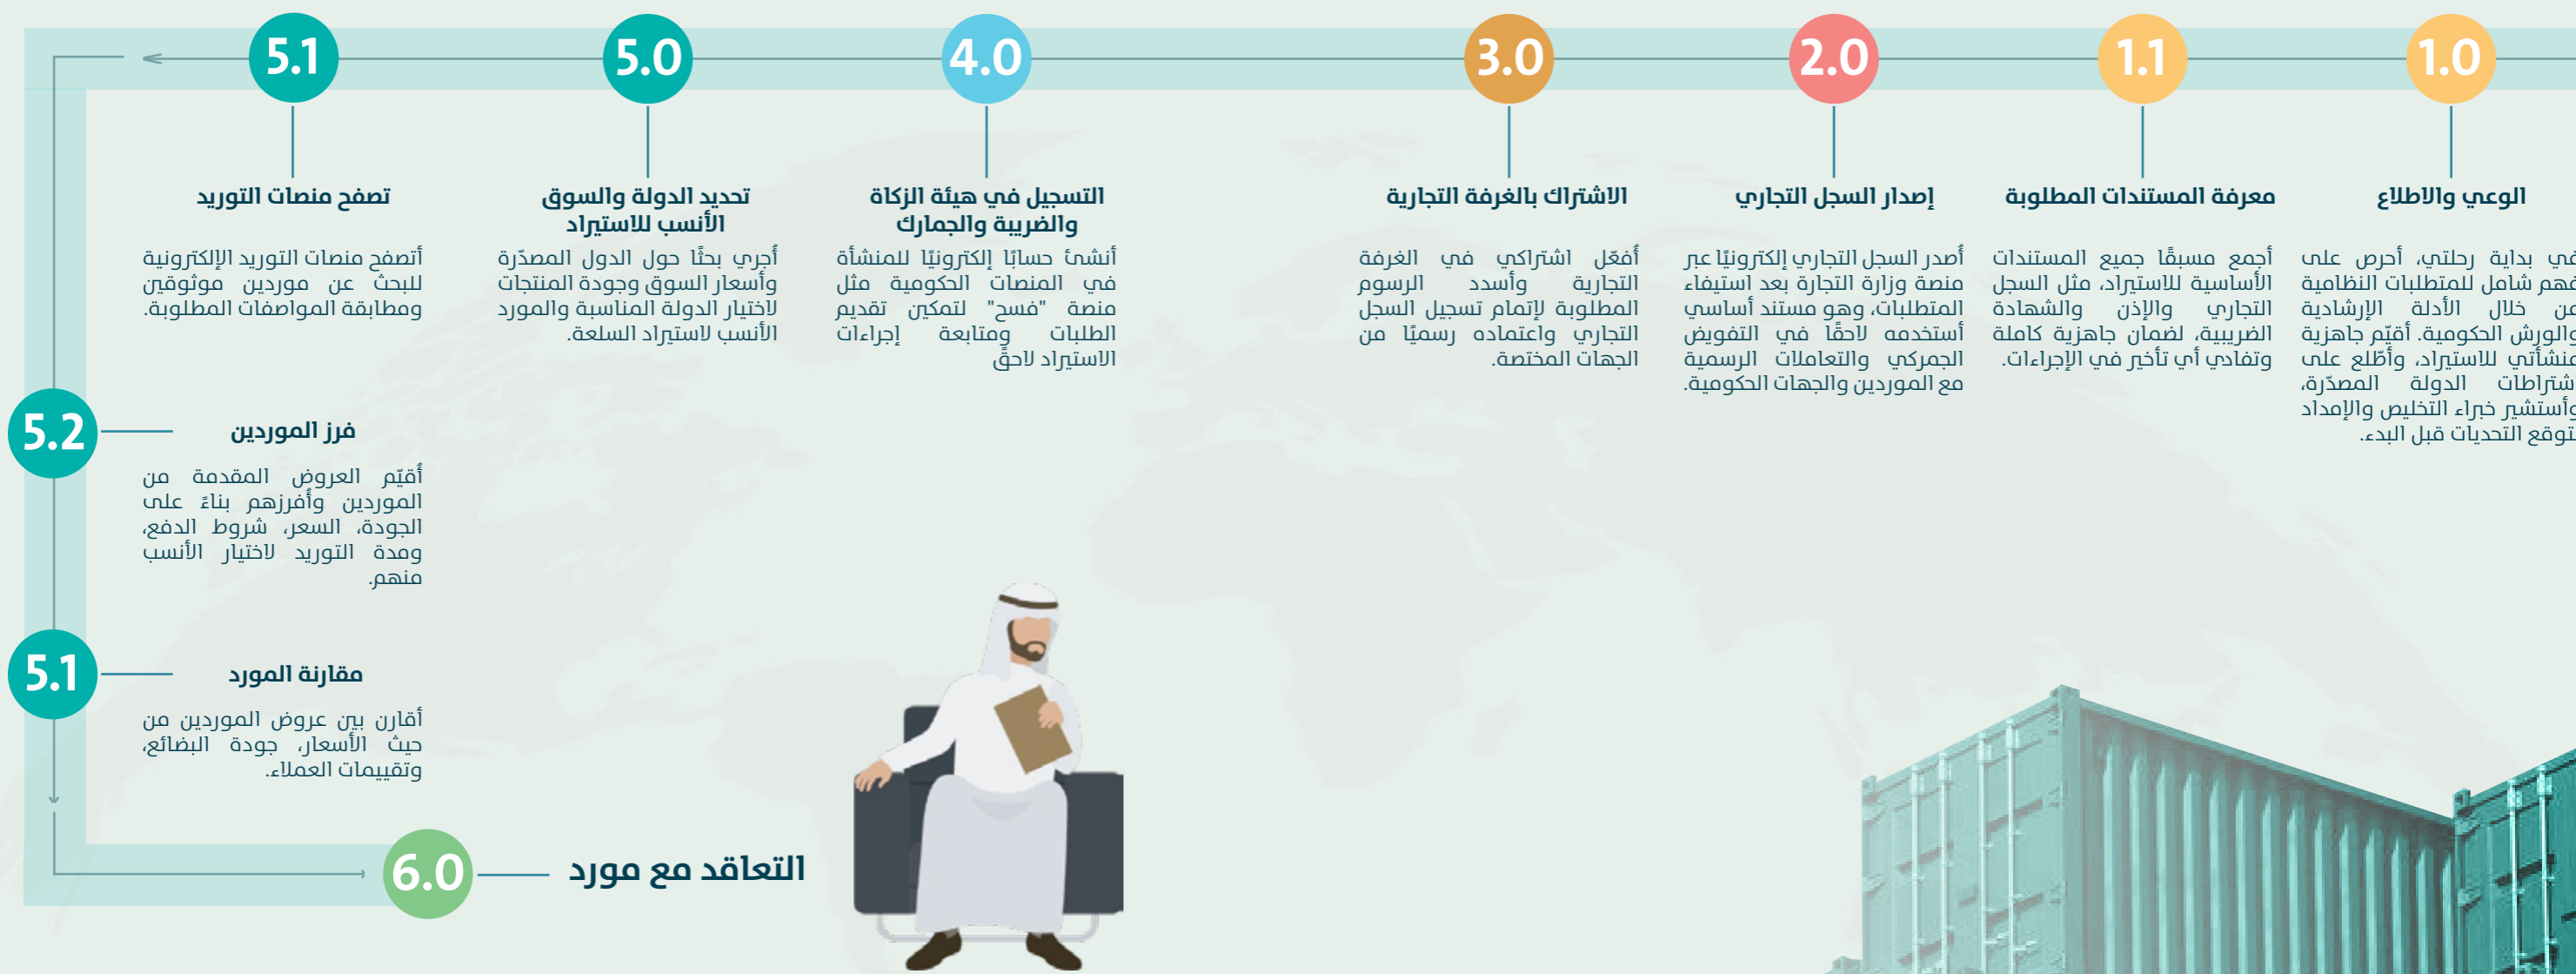 1.0
الوعي والاطلاع
في بداية رحلتي، أحرص على
فهم شامل للمتطلبات النظامية
من خلال الأدلة الإرشادية
والورش الحكومية. أقيّم جاهزية
منشأتي للاستيراد، وأطّلع على
اشتراطات الدولة المصدّرة،
وأستشير خبراء التخليص والإمداد
لتوقع التحديات قبل البدء.
1.1
معرفة المستندات المطلوبة
أجمع مسبقًا جميع المستندات
الأساسية للاستيراد، مثل السجل
التجاري والإذن والشهادة
الضريبية، لضمان جاهزية كاملة
وتفادي أي تأخير في الإجراءات.
2.0
إصدار السجل التجاري
أصدر السجل التجاري إلكترونيًا عبر
منصة وزارة التجارة بعد استيفاء
المتطلبات، وهو مستند أساسي
أستخدمه لاحقًا في التفويض
الجمركي والتعاملات الرسمية
مع الموردين والجهات الحكومية.
3.0
الاشتراك بالغرفة التجارية
أُفعّل اشتراكي في الغرفة
التجارية وأسدد الرسوم
المطلوبة لإتمام تسجيل السجل
التجاري واعتماده رسميًا من
الجهات المختصة.
4.0
التسجيل في هيئة الزكاة
والضريبة والجمارك
أنشئ حسابًا إلكترونيًا للمنشأة
في المنصات الحكومية مثل
منصة "فسح" لتمكين تقديم
الطلبات ومتابعة إجراءات
الاستيراد لاحقً
5.0
تحديد الدولة والسوق
الأنسب للاستيراد
أُجري بحثًا حول الدول المصدّرة
وأسعار السوق وجودة المنتجات
لاختيار الدولة المناسبة والمورد
الأنسب لاستيراد السلعة.
5.1
تصفح منصات التوريد
أتصفح منصات التوريد الإلكترونية
للبحث عن موردين موثوقين
ومطابقة المواصفات المطلوبة.
5.2
فرز الموردين
أُقيّم العروض المقدمة من
الموردين وأُفرزهم بناءً على
الجودة، السعر، شروط الدفع،
ومدة التوريد لاختيار الأنسب
منهم.
5.1
مقارنة المورد
أقارن بين عروض الموردين من
حيث الأسعار، جودة البضائع،
وتقييمات العملاء.
6.0
التعاقد مع مورد